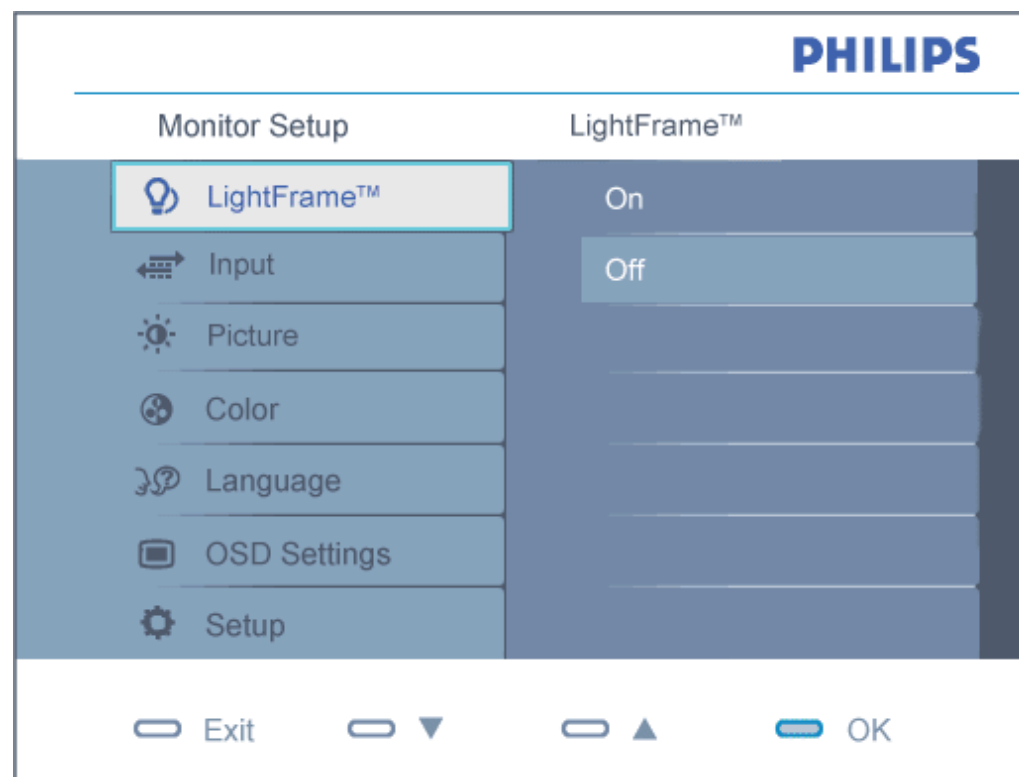 PHILIPS
Monitor Setup
LightFrame™
LightFrame™
On
Input
Off
Picture
Color
Language
OSD Settings
Setup
Exit
▼
▲
OK